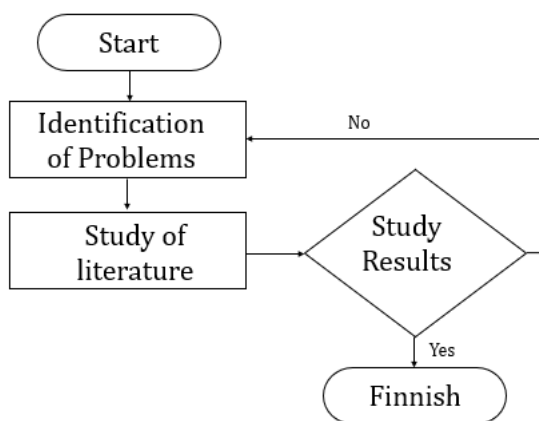 Start
Identification
of Problems
No
Study of
literature
Study
Results
Yes
Finnish